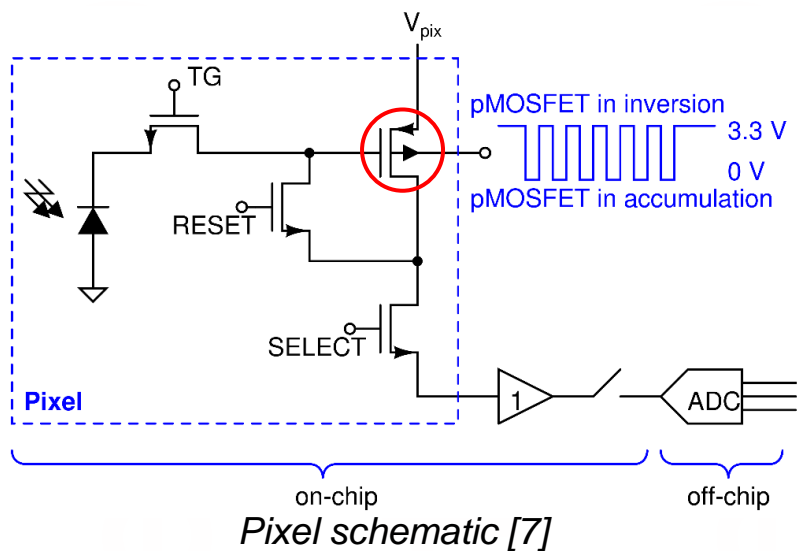 Vpix
TG
pMOSFET in inversion
3.3 V
0 V
pMOSFET in accumulation
RESET
SELECT
Pixel
1
ADC
on-chip
off-chip
Pixel schematic [7]